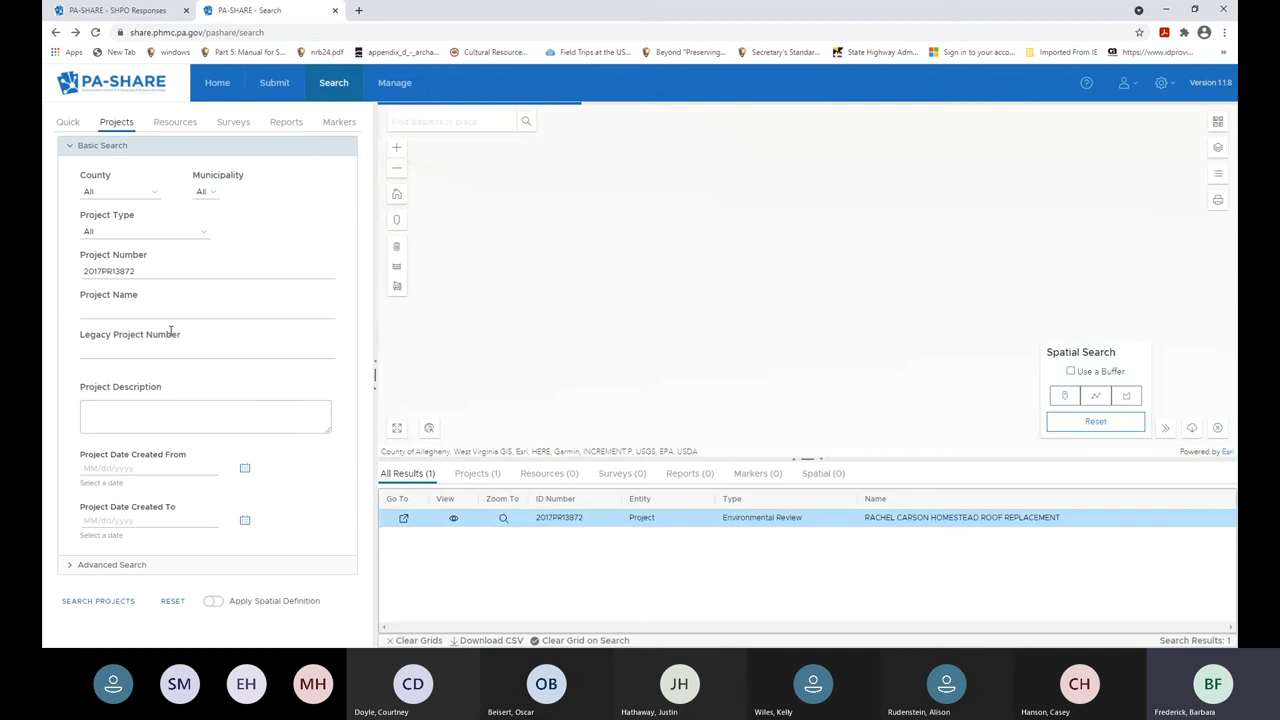 PA-SHARE - SHPO Responses
PA-SHARE - Search
share.phmc.pa.gov/pashare/search
Apps
New Tab
windows
Part 5: Manual for S...
nrb24.pdf
appendix_d_-_archa...
Cultural Resource...
Field Trips at the US...
Beyond "Preserving...
Secretary's Standar...
State Highway Adm...
Sign in to your acco...
Imported From IE
https://www.idprovi...
PA-SHARE
Home
Submit
Search
Manage
Version 1.1.8
Quick
Projects
Resources
Surveys
Reports
Markers
Basic Search
County
Municipality
All
All
Project Type
All
Project Number
2017PR13872
Project Name
Legacy Project Number
Project Description
Project Date Created From
MM/dd/yyyy
Select a date
Project Date Created To
MM/dd/yyyy
Select a date
Advanced Search
SEARCH PROJECTS
RESET
Apply Spatial Definition
Find address or place
Spatial Search
Use a Buffer
Reset
County of Allegheny, West Virginia GIS, Esri, HERE, Garmin, INCREMENT P, USGS, EPA, USDA
Powered by Esri
All Results (1)
Projects (1)
Resources (0)
Surveys (0)
Reports (0)
Markers (0)
Spatial (0)
Go To
View
Zoom To
ID Number
Entity
Type
Name
2017PR13872
Project
Environmental Review
RACHEL CARSON HOMESTEAD ROOF REPLACEMENT
Clear Grids
Download CSV
Clear Grid on Search
Search Results: 1
SM
EH
MH
CD
Doyle, Courtney
OB
Beisert, Oscar
JH
Hathaway, Justin
Wiles, Kelly
Rudenstein, Alison
CH
Hanson, Casey
BF
Frederick, Barbara